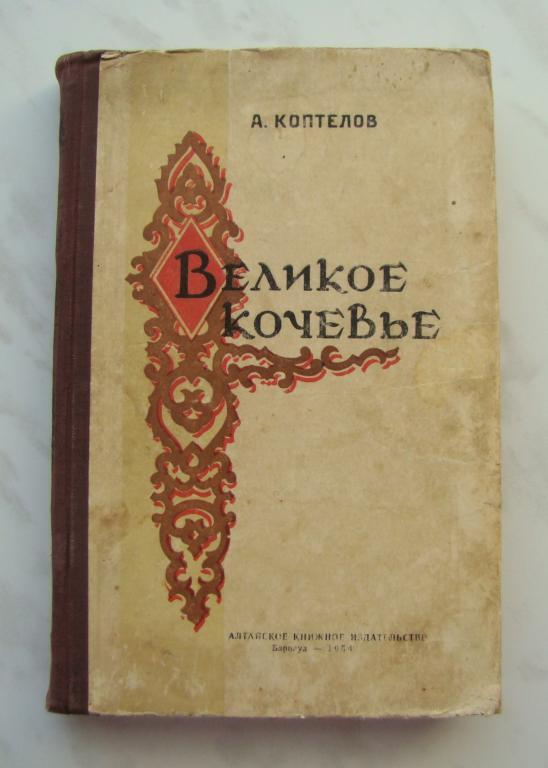 А. КОПТЕЛОВ
ВЕЛИКОЕ
КОЧЕВЬЕ
АЛТАЙСКОЕ КНИЖНОЕ ИЗДАТЕЛЬСТВО
Барнаул — 1954